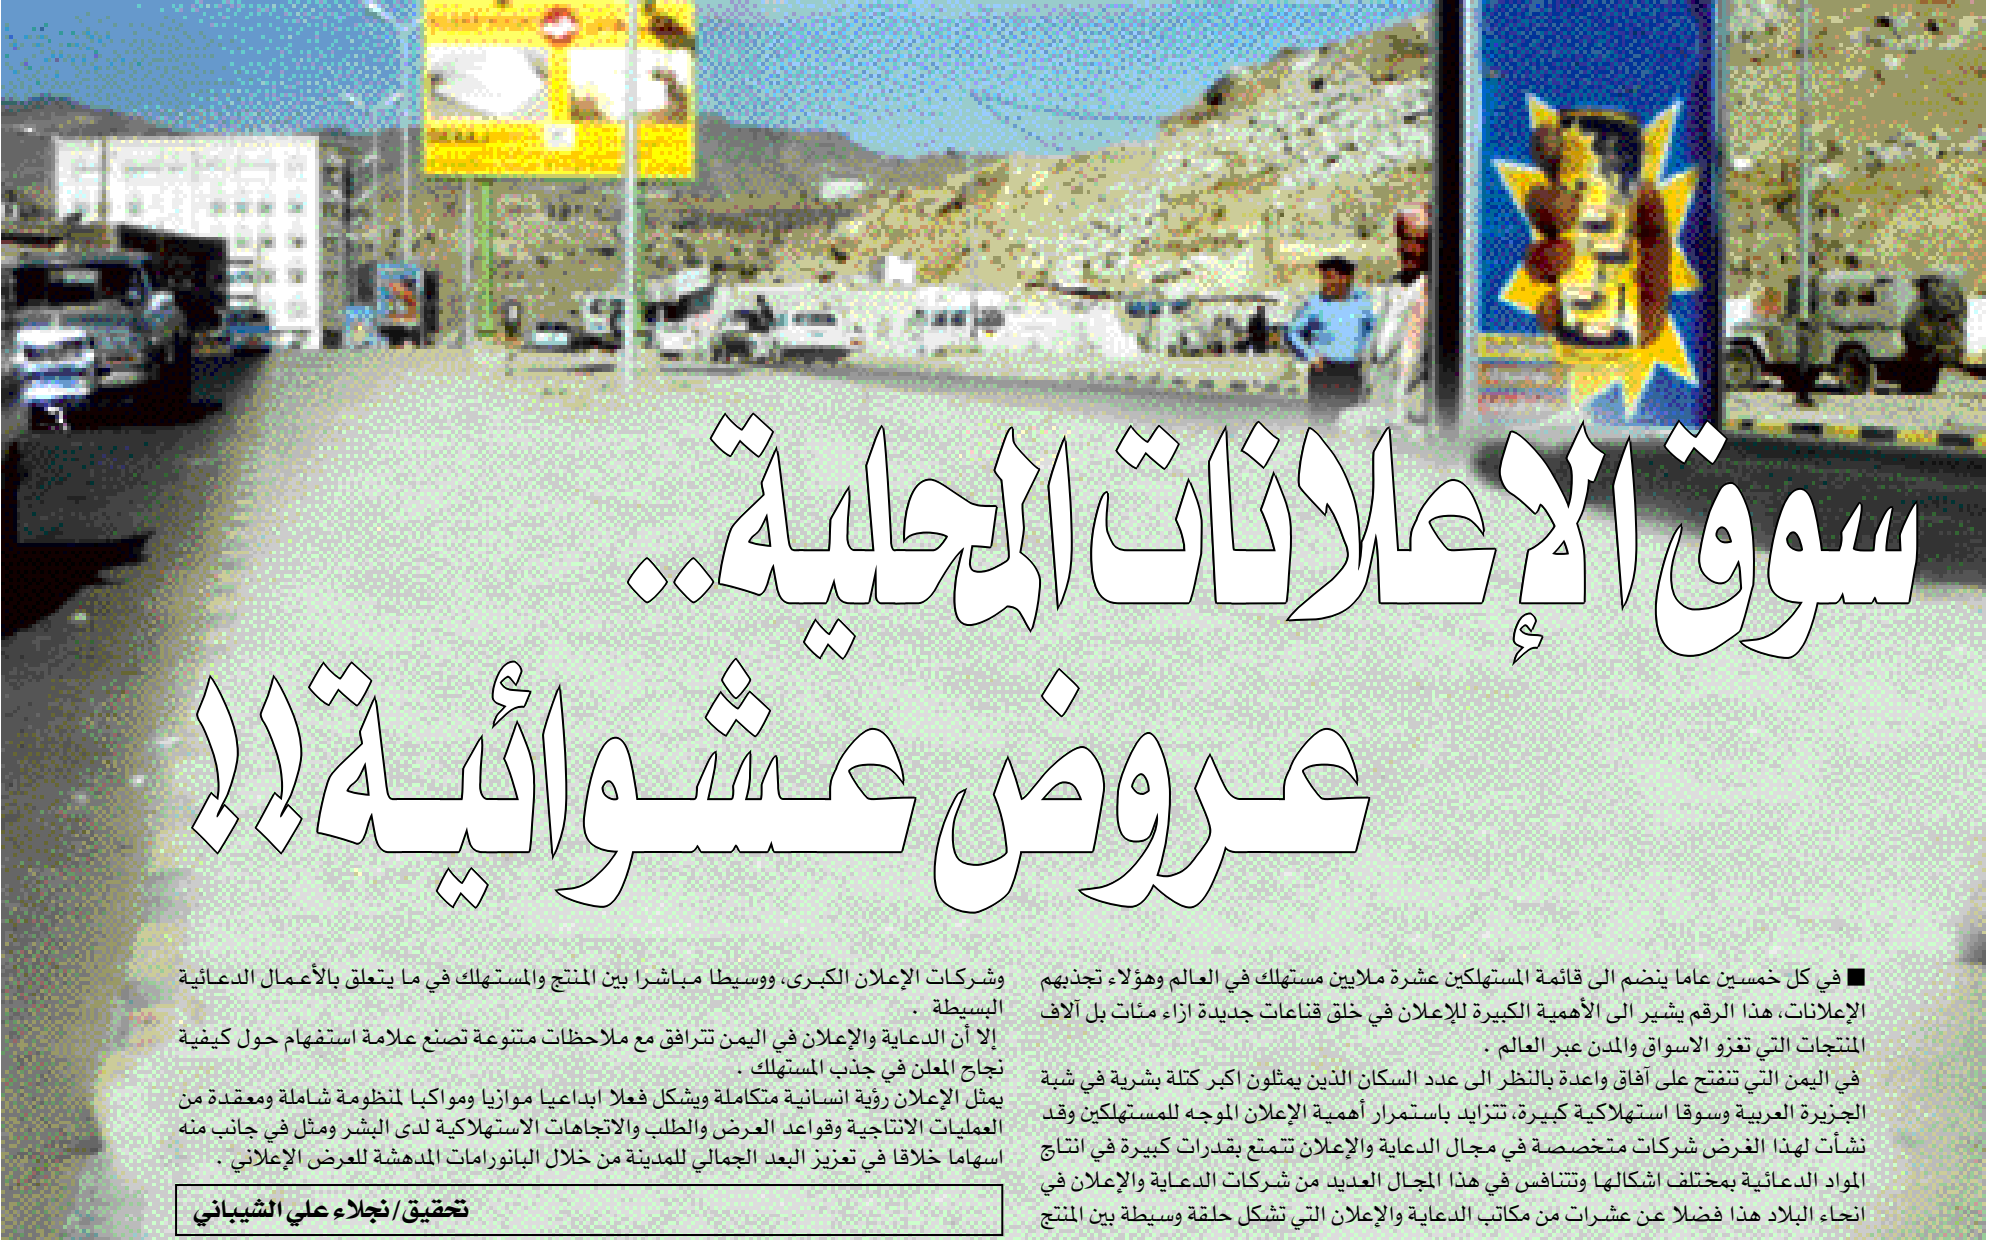 سوق الإعلانات المحلية..
عروض عشوائية!!
■ في كل خمسين عاما ينضم الى قائمة المستهلكين عشرة ملايين مستهلك في العالم وهؤلاء تجذبهم
الإعلانات، هذا الرقم يشير الى الأهمية الكبيرة للإعلان في خلق قناعات جديدة ازاء مئات بل آلاف
المنتجات التي تغزو الاسواق والمدن عبر العالم .
في اليمن التي تنفتح على آفاق واعدة بالنظر الى عدد السكان الذين يمثلون اكبر كتلة بشرية في شبة
الجزيرة العربية وسوقا استهلاكية كبيرة، تتزايد باستمرار أهمية الإعلان الموجه للمستهلكين وقد
نشأت لهذا الغرض شركات متخصصة في مجال الدعاية والإعلان تتمتع بقدرات كبيرة في انتاج
المواد الدعائية بمختلف اشكالها وتتنافس في هذا المجال العديد من شركات الدعاية والإعلان في
انحاء البلاد هذا فضلا عن عشرات من مكاتب الدعاية والإعلان التي تشكل حلقة وسيطة بين المنتج
وشركات الإعلان الكبرى، ووسيطا مباشرا بين المنتج والمستهلك في ما يتعلق بالأعمال الدعائية
البسيطة .
إلا أن الدعاية والإعلان في اليمن تترافق مع ملاحظات متنوعة تصنع علامة استفهام حول كيفية
نجاح المعلن في جذب المستهلك .
يمثل الإعلان رؤية انسانية متكاملة ويشكل فعلا ابداعيا موازيا ومواكبا لمنظومة شاملة ومعقدة من
العمليات الانتاجية وقواعد العرض والطلب والاتجاهات الاستهلاكية لدى البشر ومثل في جانب منه
اسهاما خلاقا في تعزيز البعد الجمالي للمدينة من خلال البانورامات المدهشة للعرض الإعلاني .
تحقيق/نجلاء علي الشيباني